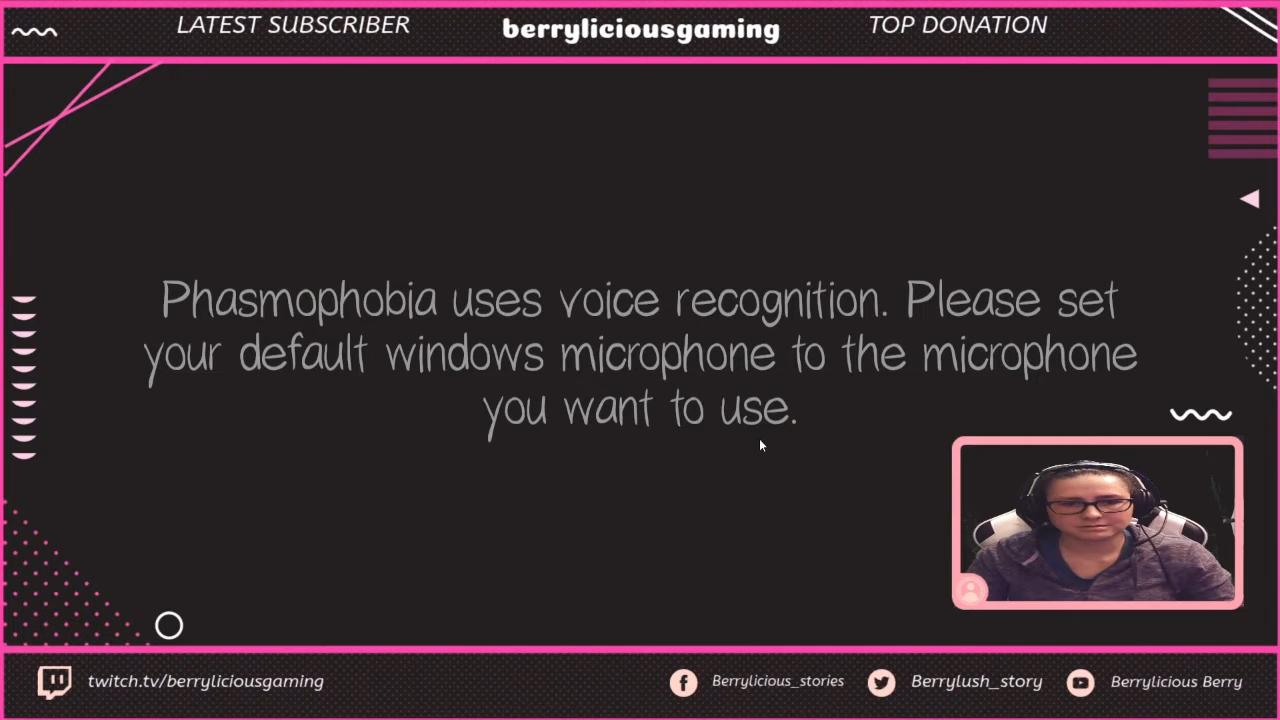 LATEST SUBSCRIBER
berryliciousgaming
TOP DONATION
Phasmophobia uses voice recognition. Please set
your default windows microphone to the microphone
you want to use.
twitch.tv/berryliciousgaming
Berrylicious_stories
Berrylush_story
Berrylicious Berry